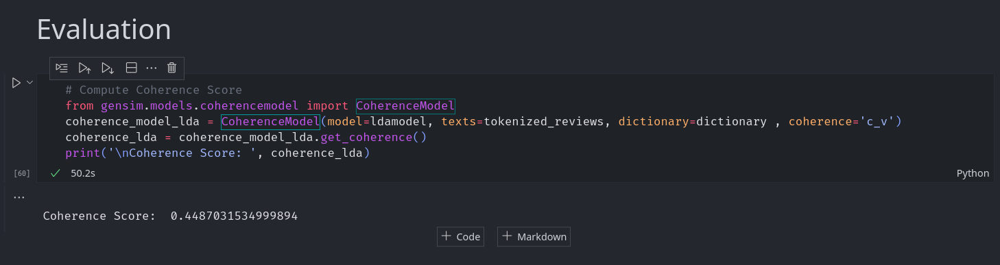 Evaluation
# Compute Coherence Score
from gensim.models.coherencemodel import CoherenceModel
coherence_model_lda = CoherenceModel(model=ldamodel, texts=tokenized_reviews, dictionary=dictionary , coherence='c_v')
coherence_lda = coherence_model_lda.get_coherence()
print('\nCoherence Score: ', coherence_lda)
[60] 50.2s Python
Coherence Score:  0.4487031534999894
Code Markdown